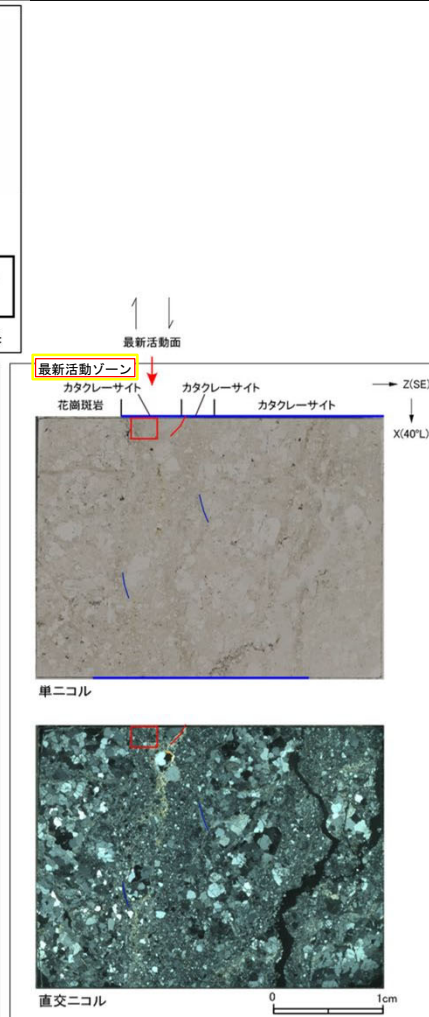 最新活動面
最新活動ゾーン
カタクレーサイト カタクレーサイト
花崗斑岩 カタクレーサイト
Z(SE)
X(40°L)
単ニコル
直交ニコル
0 1cm